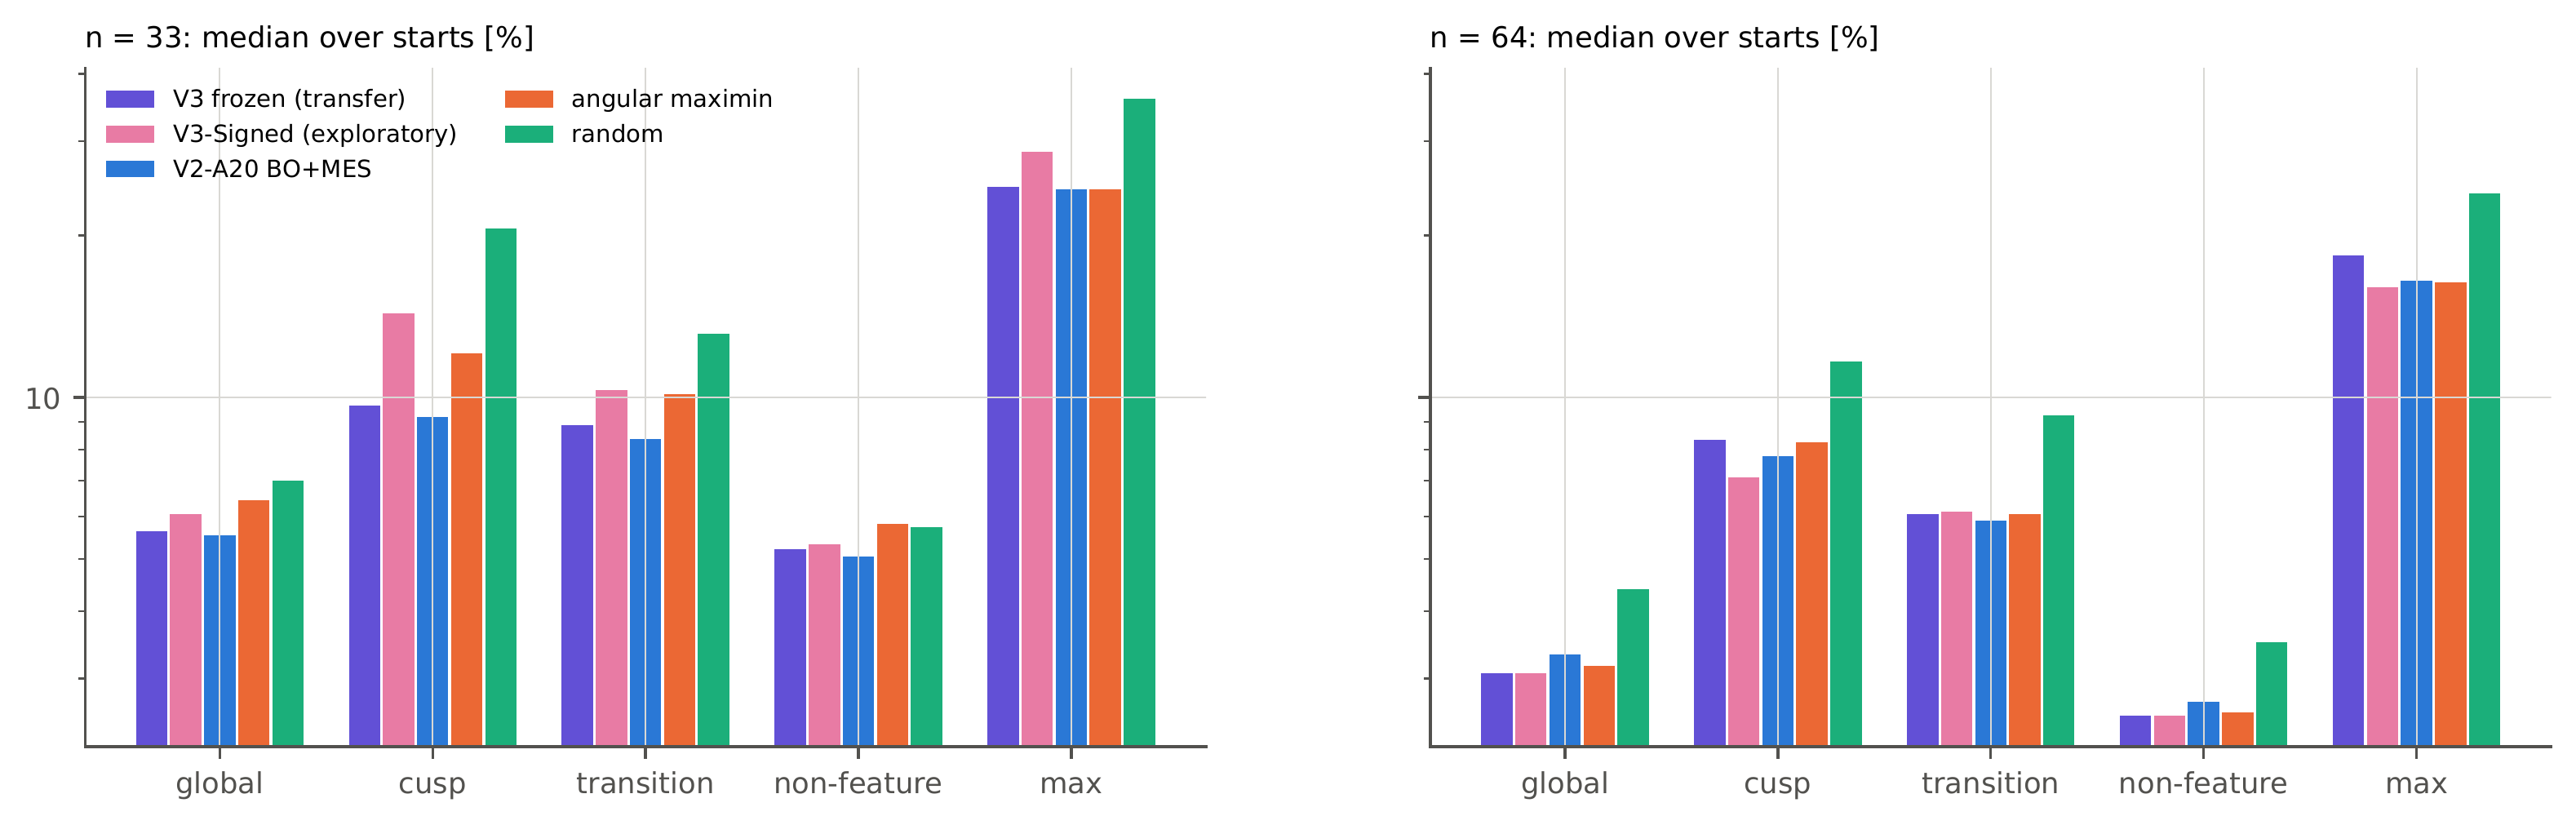 n = 33: median over starts [%]
V3 frozen (transfer)
V3-Signed (exploratory)
V2-A20 BO+MES
angular maximin
random
10
global cusp transition non-feature max
n = 64: median over starts [%]
global cusp transition non-feature max